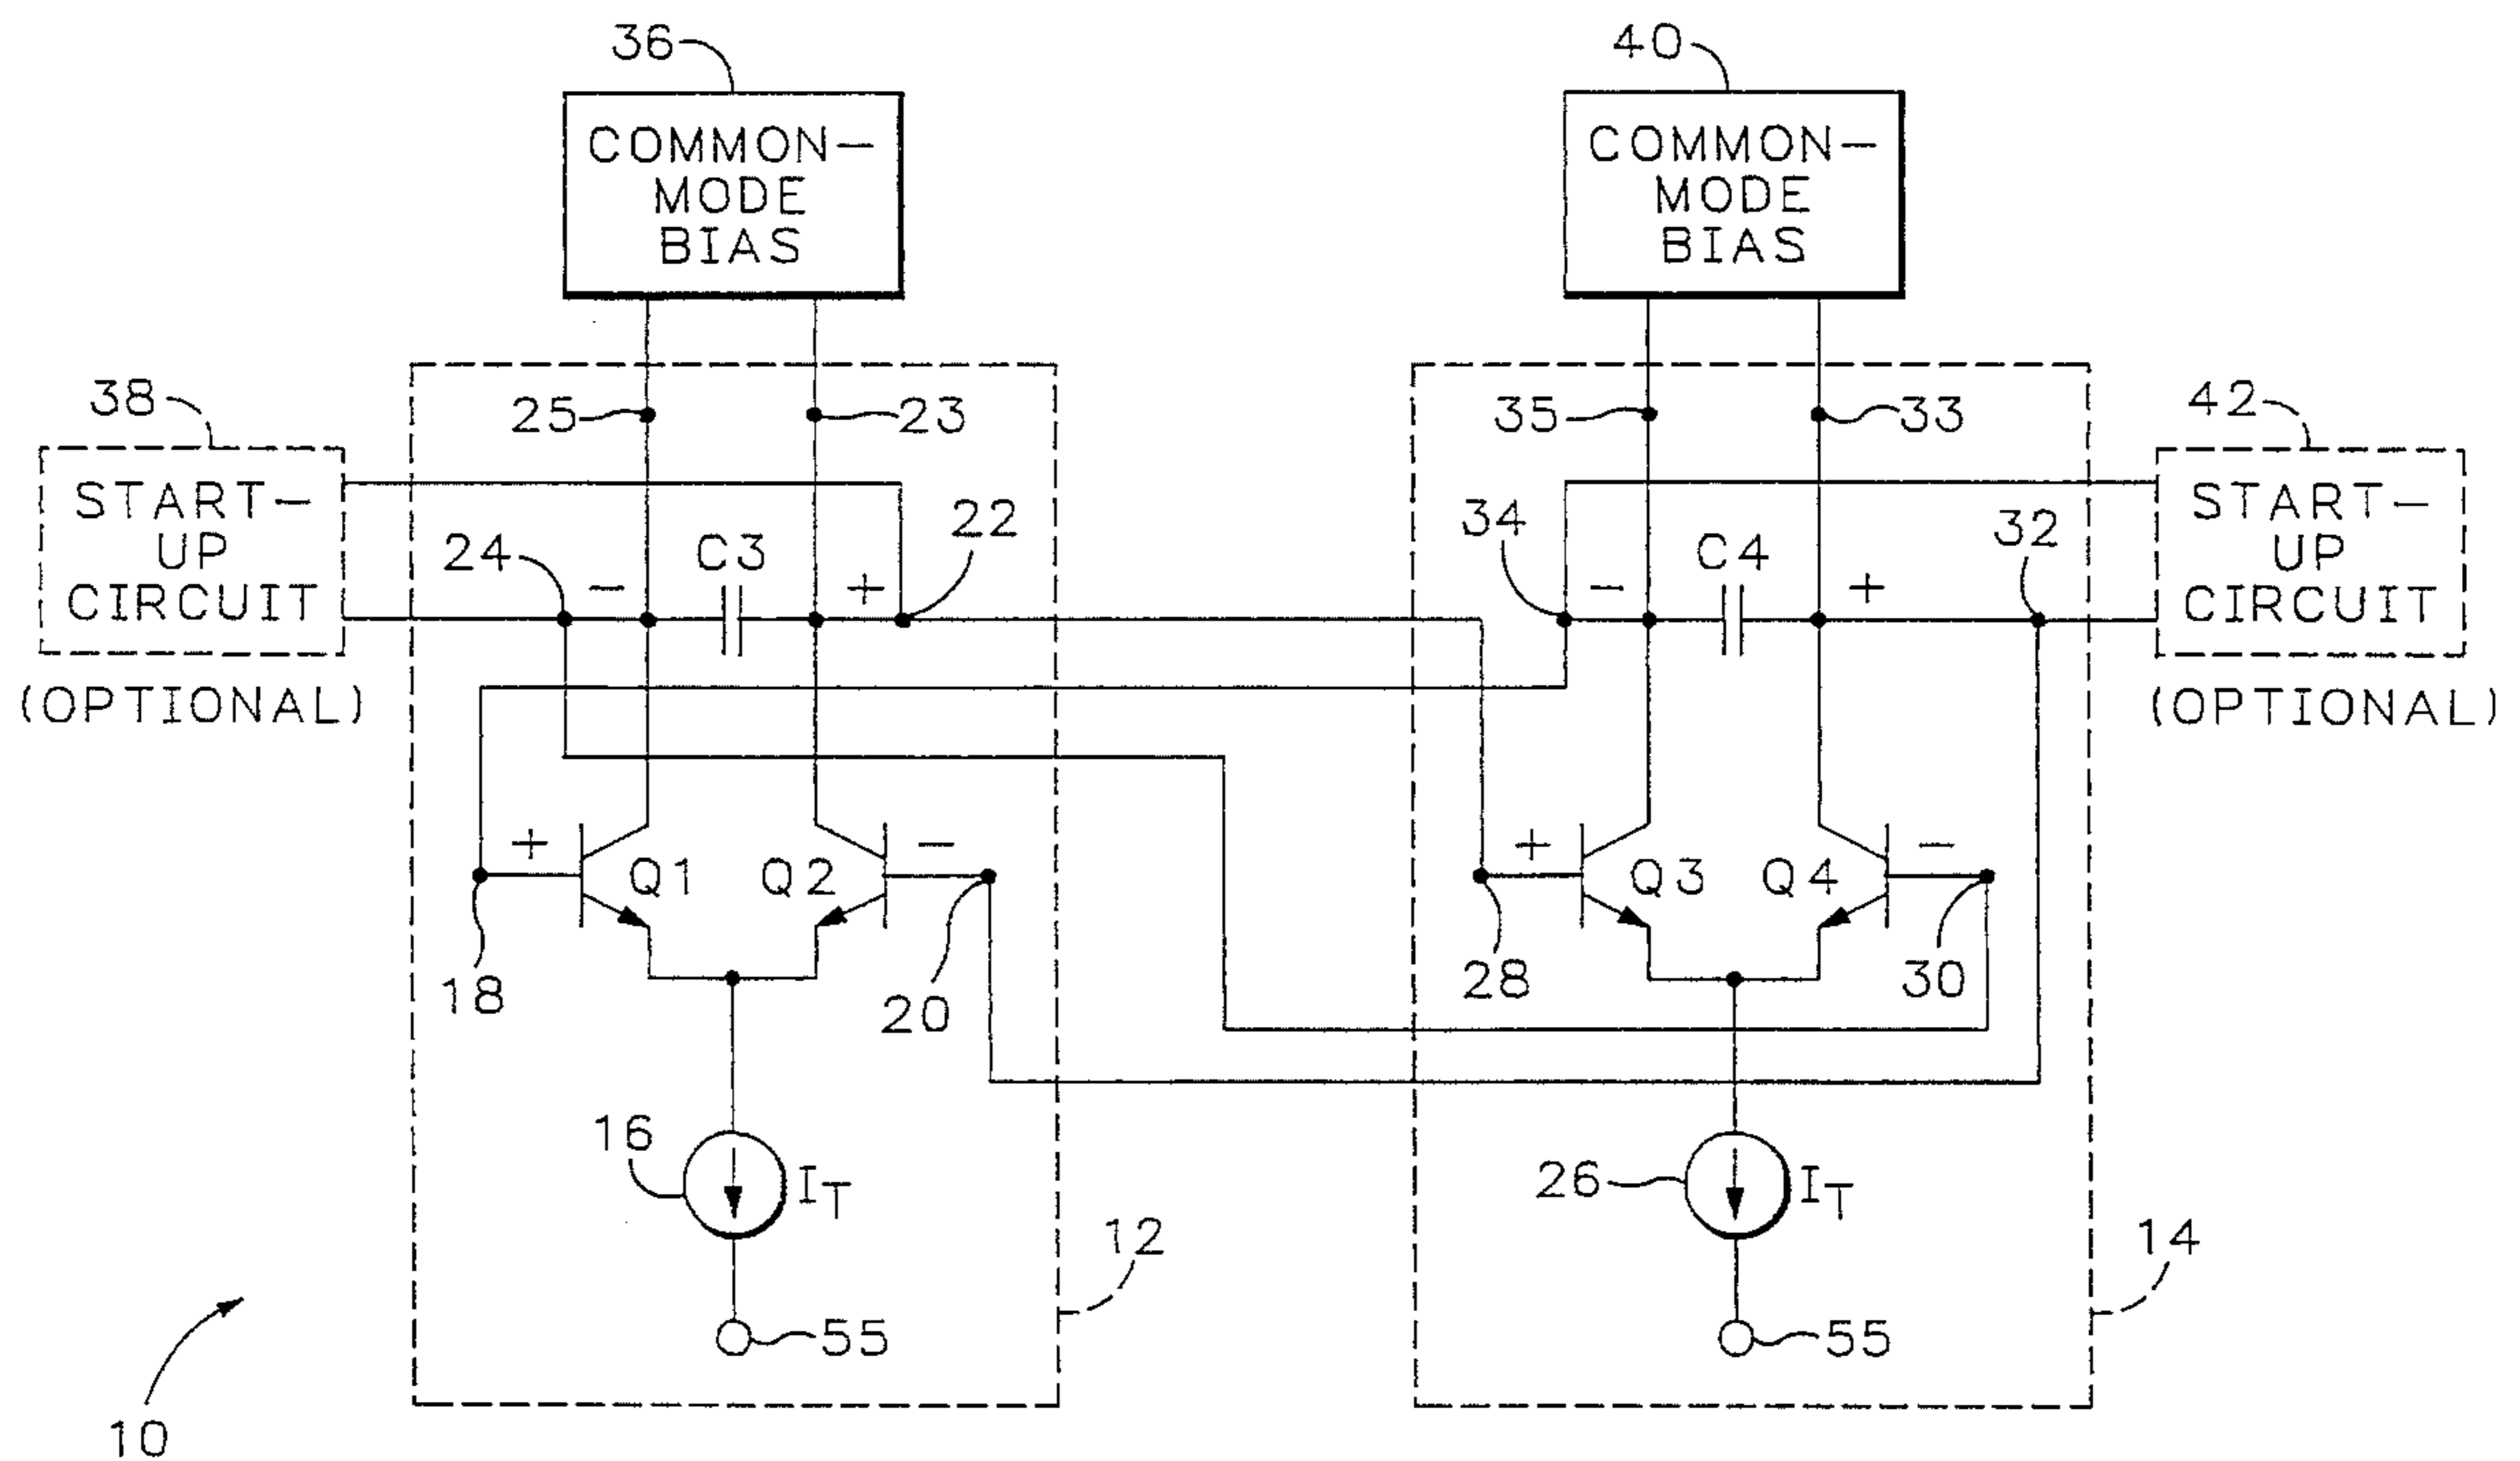 36
40
COMMON-
MODE
BIAS
COMMON-
MODE
BIAS
38
25
23
35
33
42
START-
UP
CIRCUIT
(OPTIONAL)
24
-
C3
+
22
34
-
C4
+
32
START-
UP
CIRCUIT
(OPTIONAL)
+
Q1
Q2
-
+
Q3
Q4
-
18
20
28
30
16
IT
26
IT
12
14
55
55
10